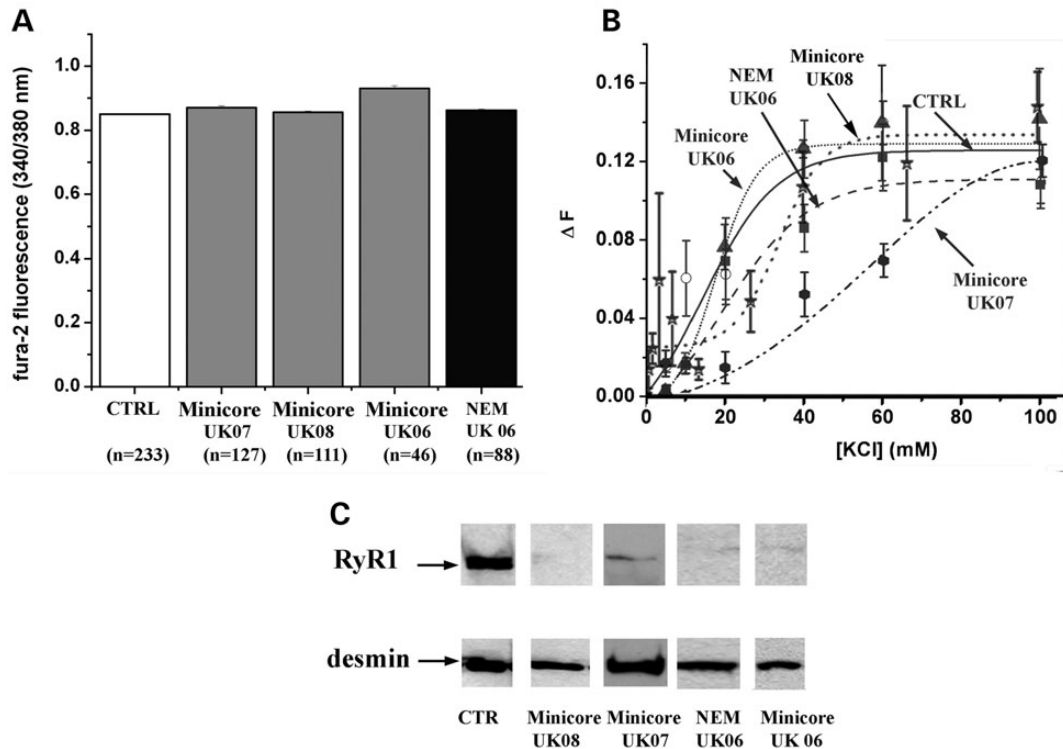 A
fura-2 fluorescence (340/380 nm)
1.0
0.8
0.6
0.4
0.2
0.0
CTRL
(n=233)
Minicore
UK07
(n=127)
Minicore
UK08
(n=111)
Minicore
UK06
(n=46)
NEM
UK 06
(n=88)
B
Δ F
0.16
0.12
0.08
0.04
0.00
Minicore
UK08
NEM
UK06
CTRL
Minicore
UK06
Minicore
UK07
0
20
40
60
80
100
[KCl] (mM)
C
RyR1
desmin
CTR
Minicore
UK08
Minicore
UK07
NEM
UK06
Minicore
UK 06